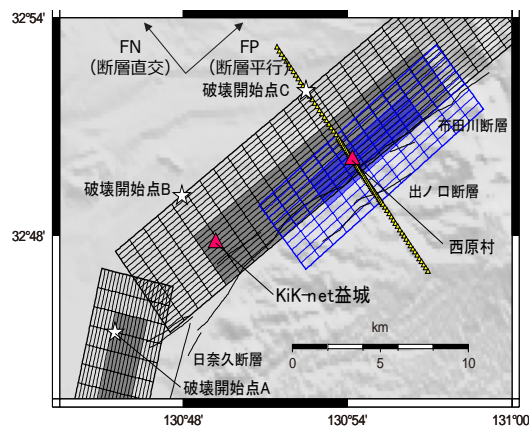 32°54'
FN
(断層直交)
FP
(断層平行)
破壊開始点C
布田川断層
破壊開始点B
出ノ口断層
32°48'
西原村
KiK-net益城
km
日奈久断層
0 5 10
破壊開始点A
130°48' 130°54' 131°00'